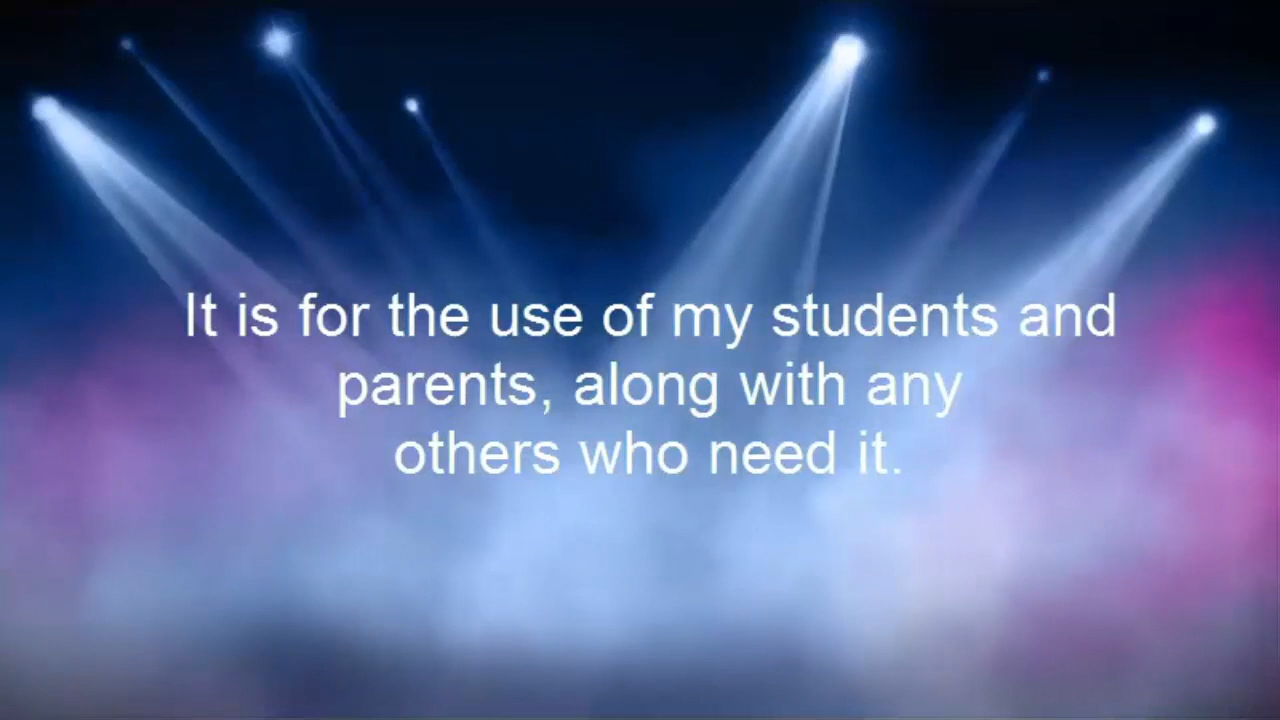 It is for the use of my students and
parents, along with any
others who need it.